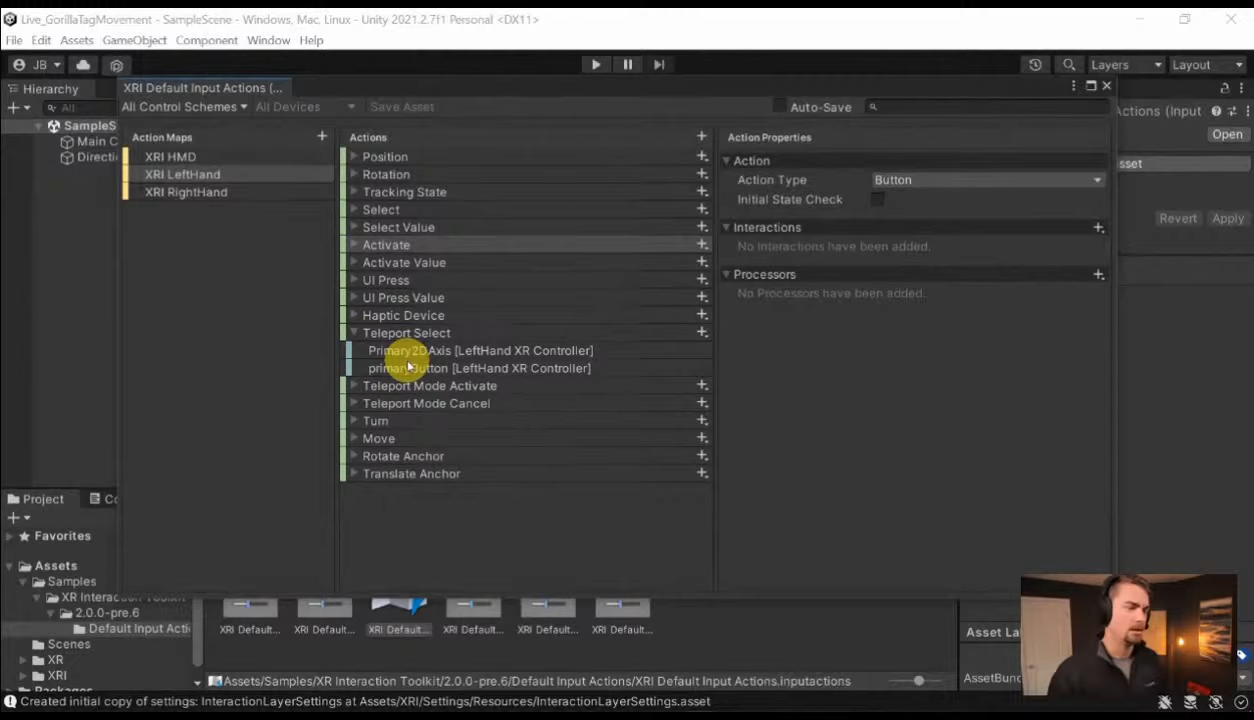 Live_GorillaTagMovement - SampleScene - Windows, Mac, Linux - Unity 2021.2.7f1 Personal <DX11>
File Edit Assets GameObject Component Window Help
JB Layers Layout
Hierarchy
All
SampleS
Main C
Directi
XRI Default Input Actions (...
All Control Schemes All Devices Save Asset Auto-Save
Action Maps
XRI HMD
XRI LeftHand
XRI RightHand
Actions
Position
Rotation
Tracking State
Select
Select Value
Activate
Activate Value
UI Press
UI Press Value
Haptic Device
Teleport Select
Primary2DAxis [LeftHand XR Controller]
primaryButton [LeftHand XR Controller]
Teleport Mode Activate
Teleport Mode Cancel
Turn
Move
Rotate Anchor
Translate Anchor
Action Properties
Action
Action Type Button
Initial State Check
Interactions
No Interactions have been added.
Processors
No Processors have been added.
Actions (Input
Open
sset
Revert Apply
Project Co
Favorites
Assets
Samples
XR Interaction Toolki
2.0.0-pre.6
Default Input Acti
Scenes
XR
XRI
Packages
XRI Default... XRI Default... XRI Default... XRI Default... XRI Default... XRI Default...
Assets/Samples/XR Interaction Toolkit/2.0.0-pre.6/Default Input Actions/XRI Default Input Actions.inputactions
Asset La
AssetBun
Created initial copy of settings: InteractionLayerSettings at Assets/XRI/Settings/Resources/InteractionLayerSettings.asset